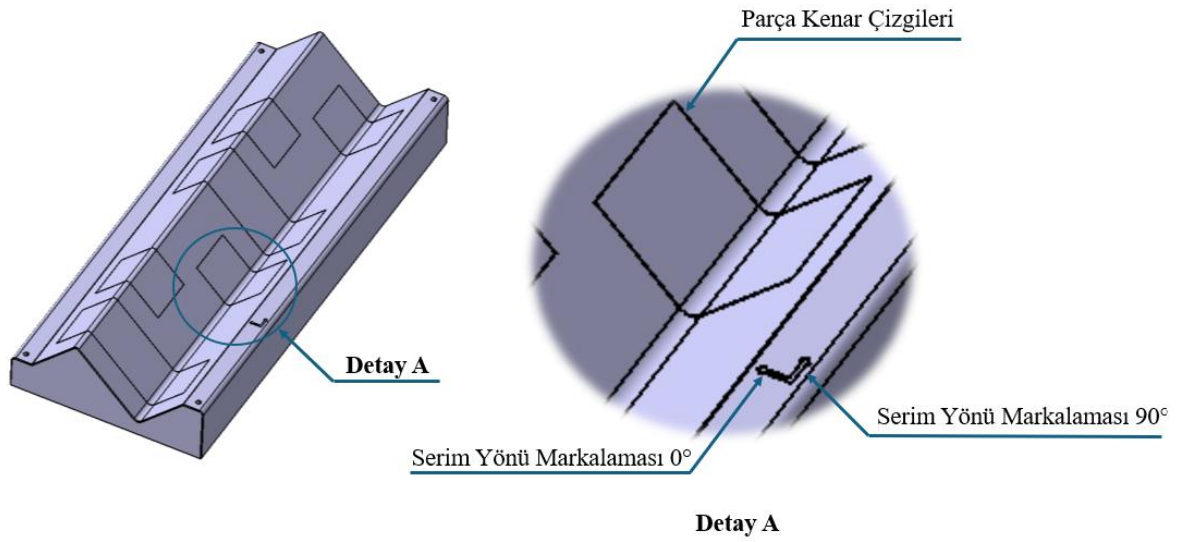 Parça Kenar Çizgileri
Detay A
Serim Yönü Markalaması 90°
Serim Yönü Markalaması 0°
Detay A